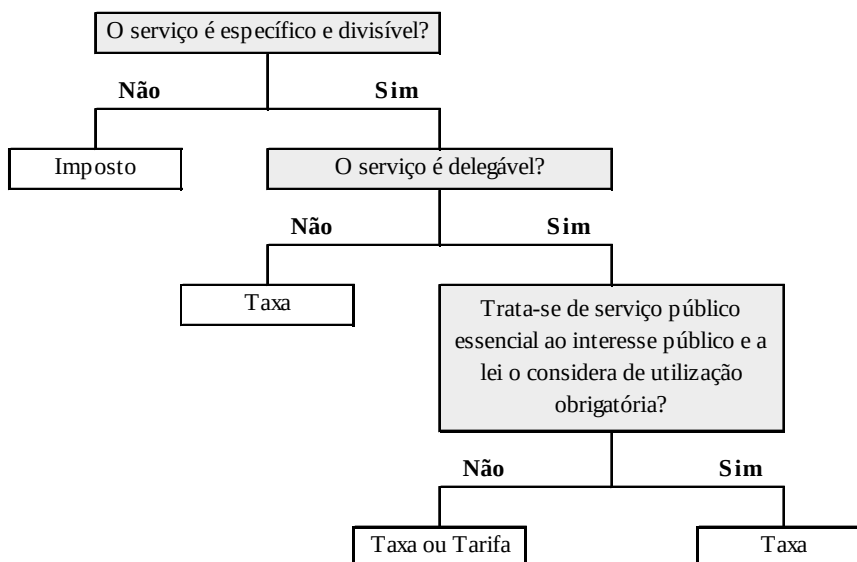 O serviço é específico e divisível?
Não
Sim
Imposto
O serviço é delegável?
Não
Sim
Taxa
Trata-se de serviço público
essencial ao interesse público e a
lei o considera de utilização
obrigatória?
Não
Sim
Taxa ou Tarifa
Taxa